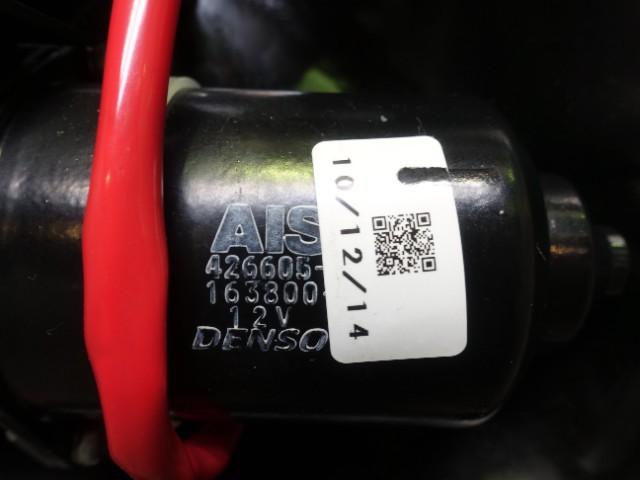 AIS
426605-
163800-
12V
DENSO
10/12/14